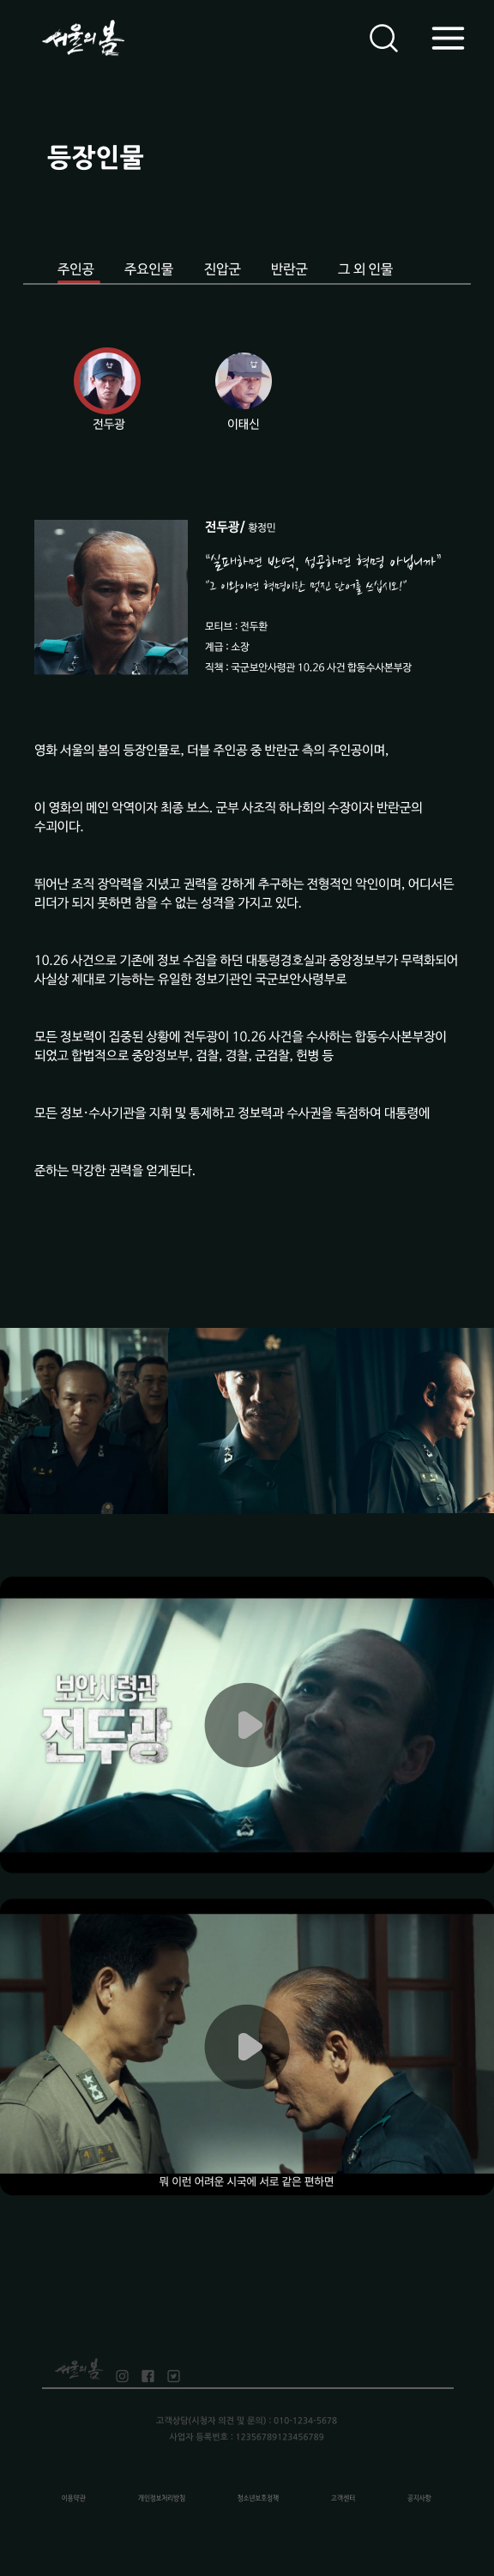 서울의 봄
등장인물
주인공 주요인물 진압군 반란군 그 외 인물
전두광 이태신
전두광/ 황정민
“실패하면 반역, 성공하면 혁명 아닙니까”
“그 이왕이면 혁명이란 멋진 단어를 쓰십시오!”
모티브 : 전두환
계급 : 소장
직책 : 국군보안사령관 10.26 사건 합동수사본부장
영화 서울의 봄의 등장인물로, 더블 주인공 중 반란군 측의 주인공이며,
이 영화의 메인 악역이자 최종 보스. 군부 사조직 하나회의 수장이자 반란군의
수괴이다.
뛰어난 조직 장악력을 지녔고 권력을 강하게 추구하는 전형적인 악인이며, 어디서든
리더가 되지 못하면 참을 수 없는 성격을 가지고 있다.
10.26 사건으로 기존에 정보 수집을 하던 대통령경호실과 중앙정보부가 무력화되어
사실상 제대로 기능하는 유일한 정보기관인 국군보안사령부로
모든 정보력이 집중된 상황에 전두광이 10.26 사건을 수사하는 합동수사본부장이
되었고 합법적으로 중앙정보부, 검찰, 경찰, 군검찰, 헌병 등
모든 정보·수사기관을 지휘 및 통제하고 정보력과 수사권을 독점하여 대통령에
준하는 막강한 권력을 얻게된다.
보안사령관
전두광
뭐 이런 어려운 시국에 서로 같은 편하면
서울의 봄
고객상담(시청자 의견 및 문의) : 010-1234-5678
사업자 등록번호 : 12356789123456789
이용약관 개인정보처리방침 청소년보호정책 고객센터 공지사항